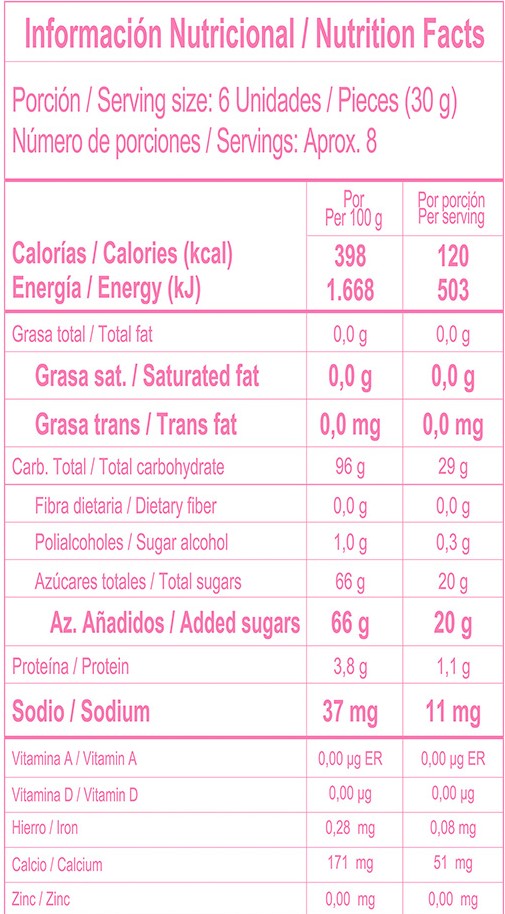 Información Nutricional / Nutrition Facts
Porción / Serving size: 6 Unidades / Pieces (30 g)
Número de porciones / Servings: Aprox. 8
Por Per 100 g
Por porción Per serving
Calorías / Calories (kcal) 398 120
Energía / Energy (kJ) 1.668 503
Grasa total / Total fat 0,0 g 0,0 g
Grasa sat. / Saturated fat 0,0 g 0,0 g
Grasa trans / Trans fat 0,0 mg 0,0 mg
Carb. Total / Total carbohydrate 96 g 29 g
Fibra dietaria / Dietary fiber 0,0 g 0,0 g
Polialcoholes / Sugar alcohol 1,0 g 0,3 g
Azúcares totales / Total sugars 66 g 20 g
Az. Añadidos / Added sugars 66 g 20 g
Proteína / Protein 3,8 g 1,1 g
Sodio / Sodium 37 mg 11 mg
Vitamina A / Vitamin A 0,00 µg ER 0,00 µg ER
Vitamina D / Vitamin D 0,00 µg 0,00 µg
Hierro / Iron 0,28 mg 0,08 mg
Calcio / Calcium 171 mg 51 mg
Zinc / Zinc 0,00 mg 0,00 mg